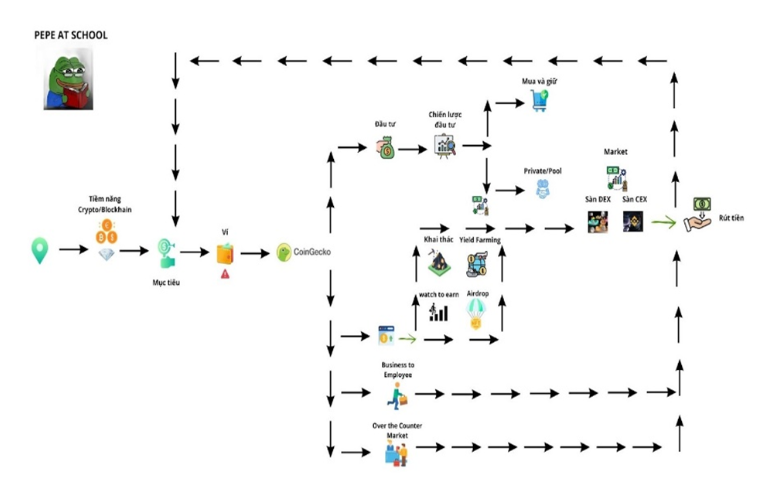 PEPE AT SCHOOL
Tiềm năng
Crypto/Blockhain
Mục tiêu
Ví
CoinGecko
Đầu tư
Chiến lược
đầu tư
Mua và giữ
Private/Pool
Market
Sàn DEX
Sàn CEX
Rút tiền
Khai thác
Yield Farming
watch to earn
Airdrop
Business to
Employee
Over the Counter
Market